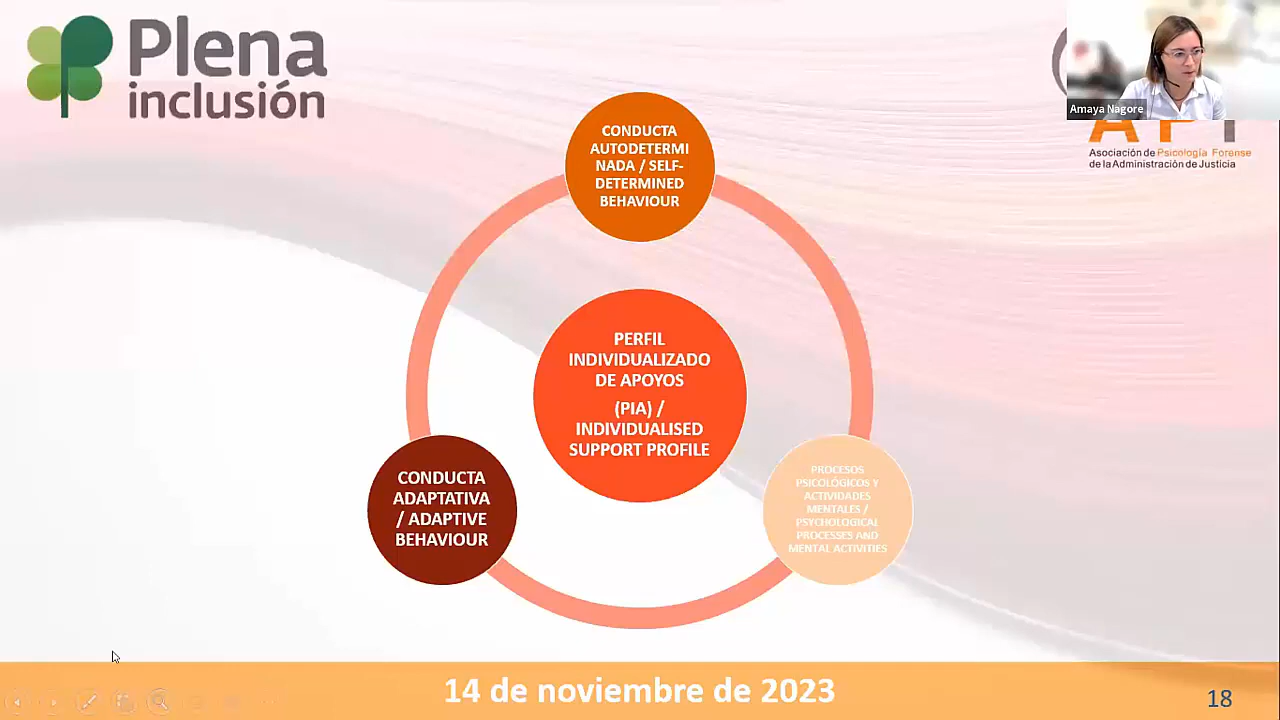 Plena
inclusión
Amaya Nagore
Asociación de Psicología Forense
de la Administración de Justicia
CONDUCTA
AUTODETERMI
NADA / SELF-
DETERMINED
BEHAVIOUR
PERFIL
INDIVIDUALIZADO
DE APOYOS
(PIA) /
INDIVIDUALISED
SUPPORT PROFILE
CONDUCTA
ADAPTATIVA
/ ADAPTIVE
BEHAVIOUR
PROCESOS
PSICOLÓGICOS Y
ACTIVIDADES
MENTALES /
PSYCHOLOGICAL
PROCESSES AND
MENTAL ACTIVITIES
14 de noviembre de 2023
18